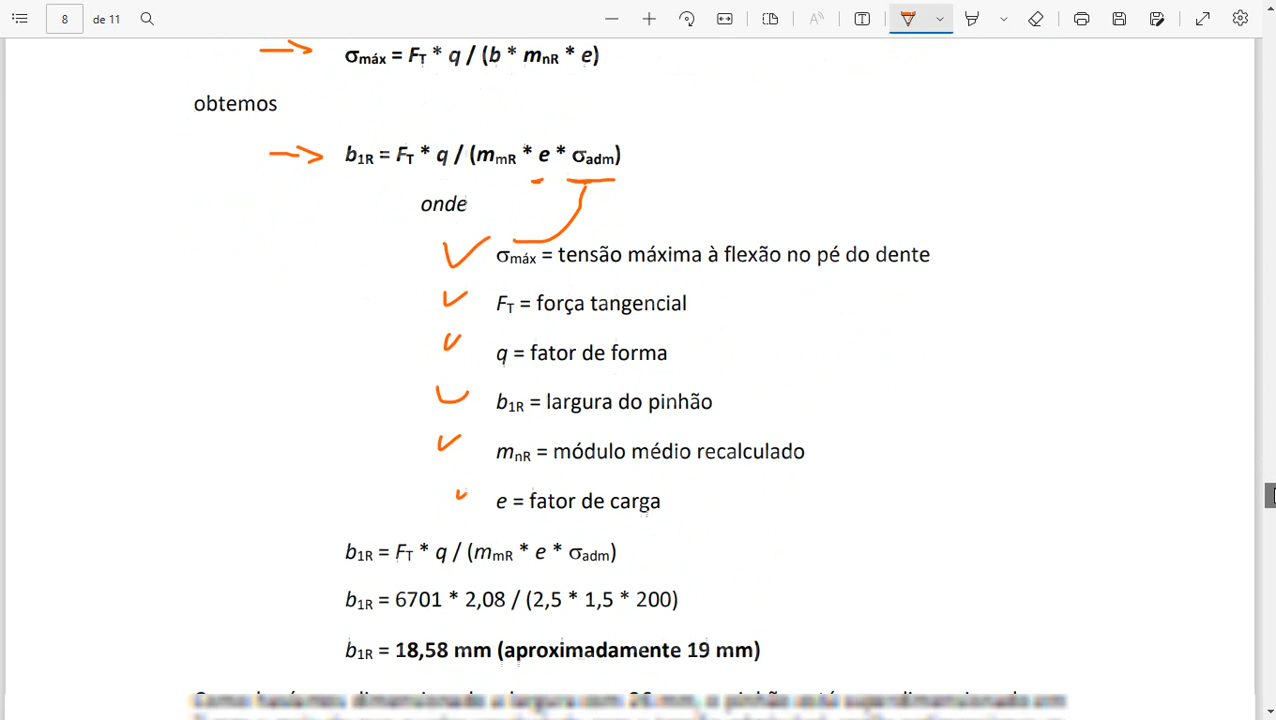 8 de 11
σmáx = FT * q / (b * mnR * e)
obtemos
b1R = FT * q / (mmR * e * σadm)
onde
σmáx = tensão máxima à flexão no pé do dente
FT = força tangencial
q = fator de forma
b1R = largura do pinhão
mnR = módulo médio recalculado
e = fator de carga
b1R = FT * q / (mmR * e * σadm)
b1R = 6701 * 2,08 / (2,5 * 1,5 * 200)
b1R = 18,58 mm (aproximadamente 19 mm)